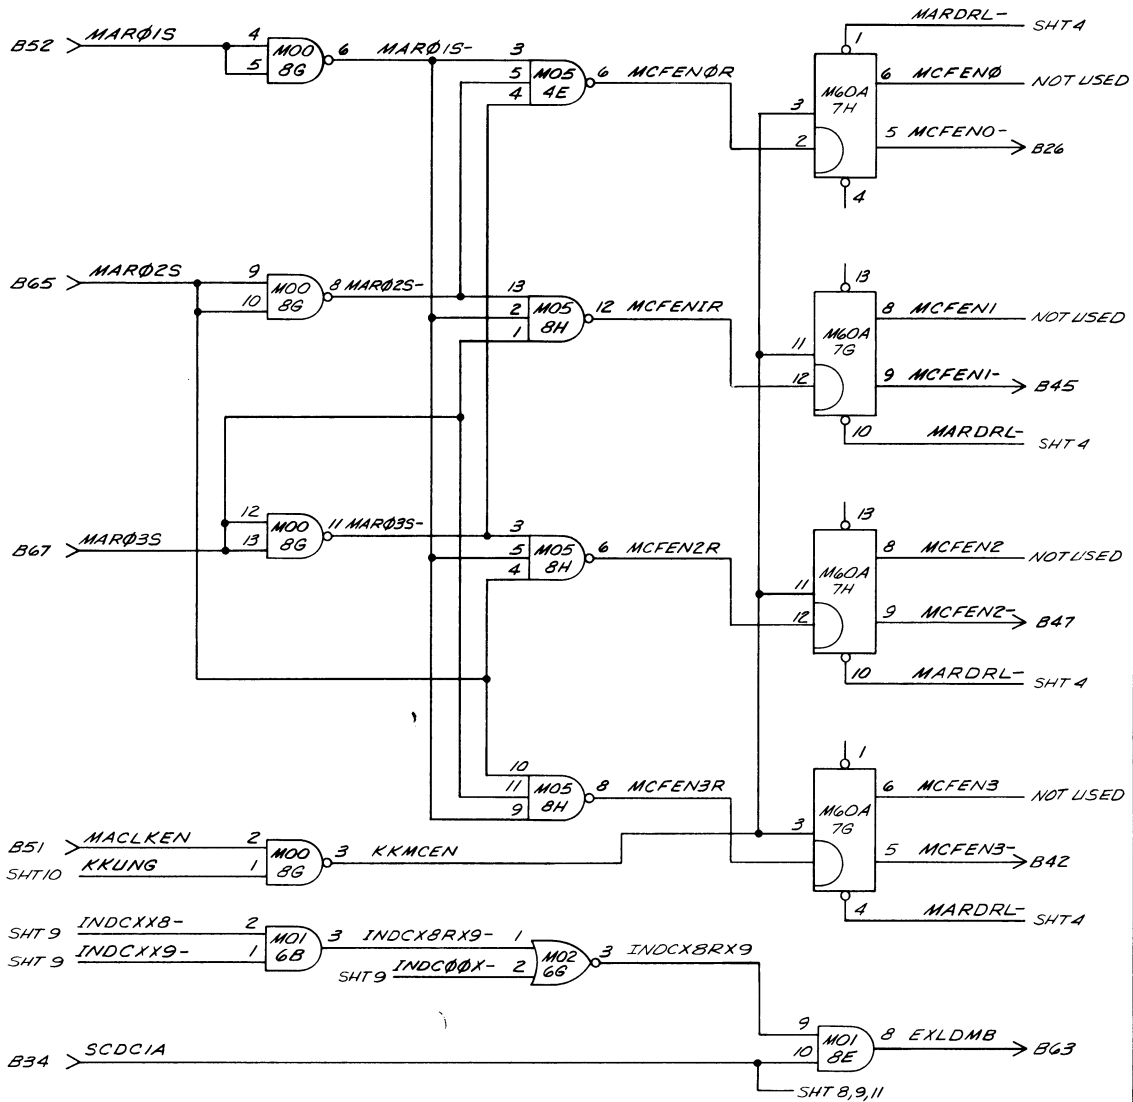 MARDRL-
SHT 4
1
B52
MARØ1S
4
5
M00
8G
6
MARØ1S-
3
5
4
M05
4E
6
MCFENØR
3
2
M60A
7H
6
MCFENØ
NOT USED
5
MCFENO-
B26
4
B65
MARØ2S
9
10
M00
8G
8
MARØ2S-
13
2
1
M05
8H
12
MCFEN1R
13
11
12
M60A
7G
8
MCFEN1
NOT USED
9
MCFEN1-
B45
10
MARDRL-
SHT 4
B67
MARØ3S
12
13
M00
8G
11
MARØ3S-
3
5
4
M05
8H
6
MCFEN2R
13
11
12
M60A
7H
8
MCFEN2
NOT USED
9
MCFEN2-
B47
10
MARDRL-
SHT 4
10
11
9
M05
8H
8
MCFEN3R
1
3
M60A
7G
6
MCFEN3
NOT USED
5
MCFEN3-
B42
4
MARDRL-
SHT 4
B51
MACLKEN
2
SHT 10
KKUNG
1
M00
8G
3
KKMCEN
SHT 9
INDCXX8-
2
SHT 9
INDCXX9-
1
M01
6B
3
INDCX8RX9-
1
SHT 9
INDCØØX-
2
M02
6G
3
INDCX8RX9
9
10
M01
8E
8
EXLDMB
B63
B34
SCDC1A
SHT 8,9,11